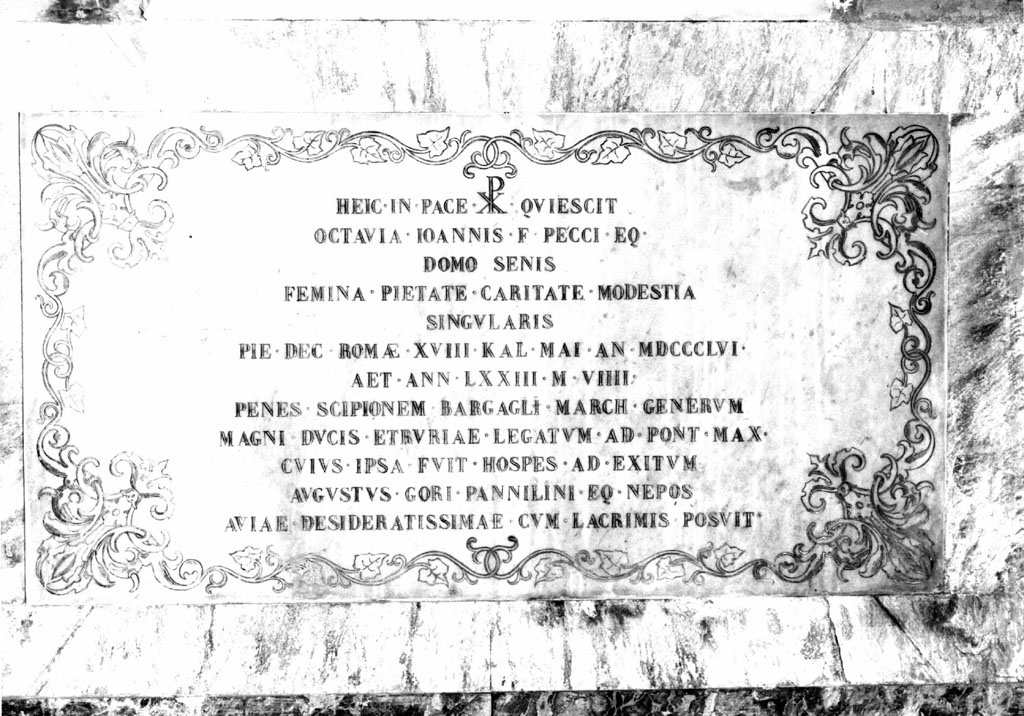 HEIC · IN · PACE · ☧ · QVIESCIT
OCTAVIA · IOANNIS · F · PECCI · EQ ·
DOMO SENIS
FEMINA · PIETATE · CARITATE · MODESTIA
SINGVLARIS
PIE · DEC · ROMÆ · XVIII · KAL · MAI · AN · MDCCCLVI ·
AET · ANN · LXXIII · M · VIIII ·
PENES · SCIPIONEM · BARGAGLI · MARCH · GENERVM
MAGNI · DVCIS · ETRVRIAE · LEGATVM · AD · PONT · MAX ·
CVIVS · IPSA · FVIT · HOSPES · AD · EXITVM
AVGVSTVS · GORI · PANNILINI · EQ · NEPOS
AVIAE · DESIDERATISSIMAE · CVM · LACRIMIS · POSVIT ·